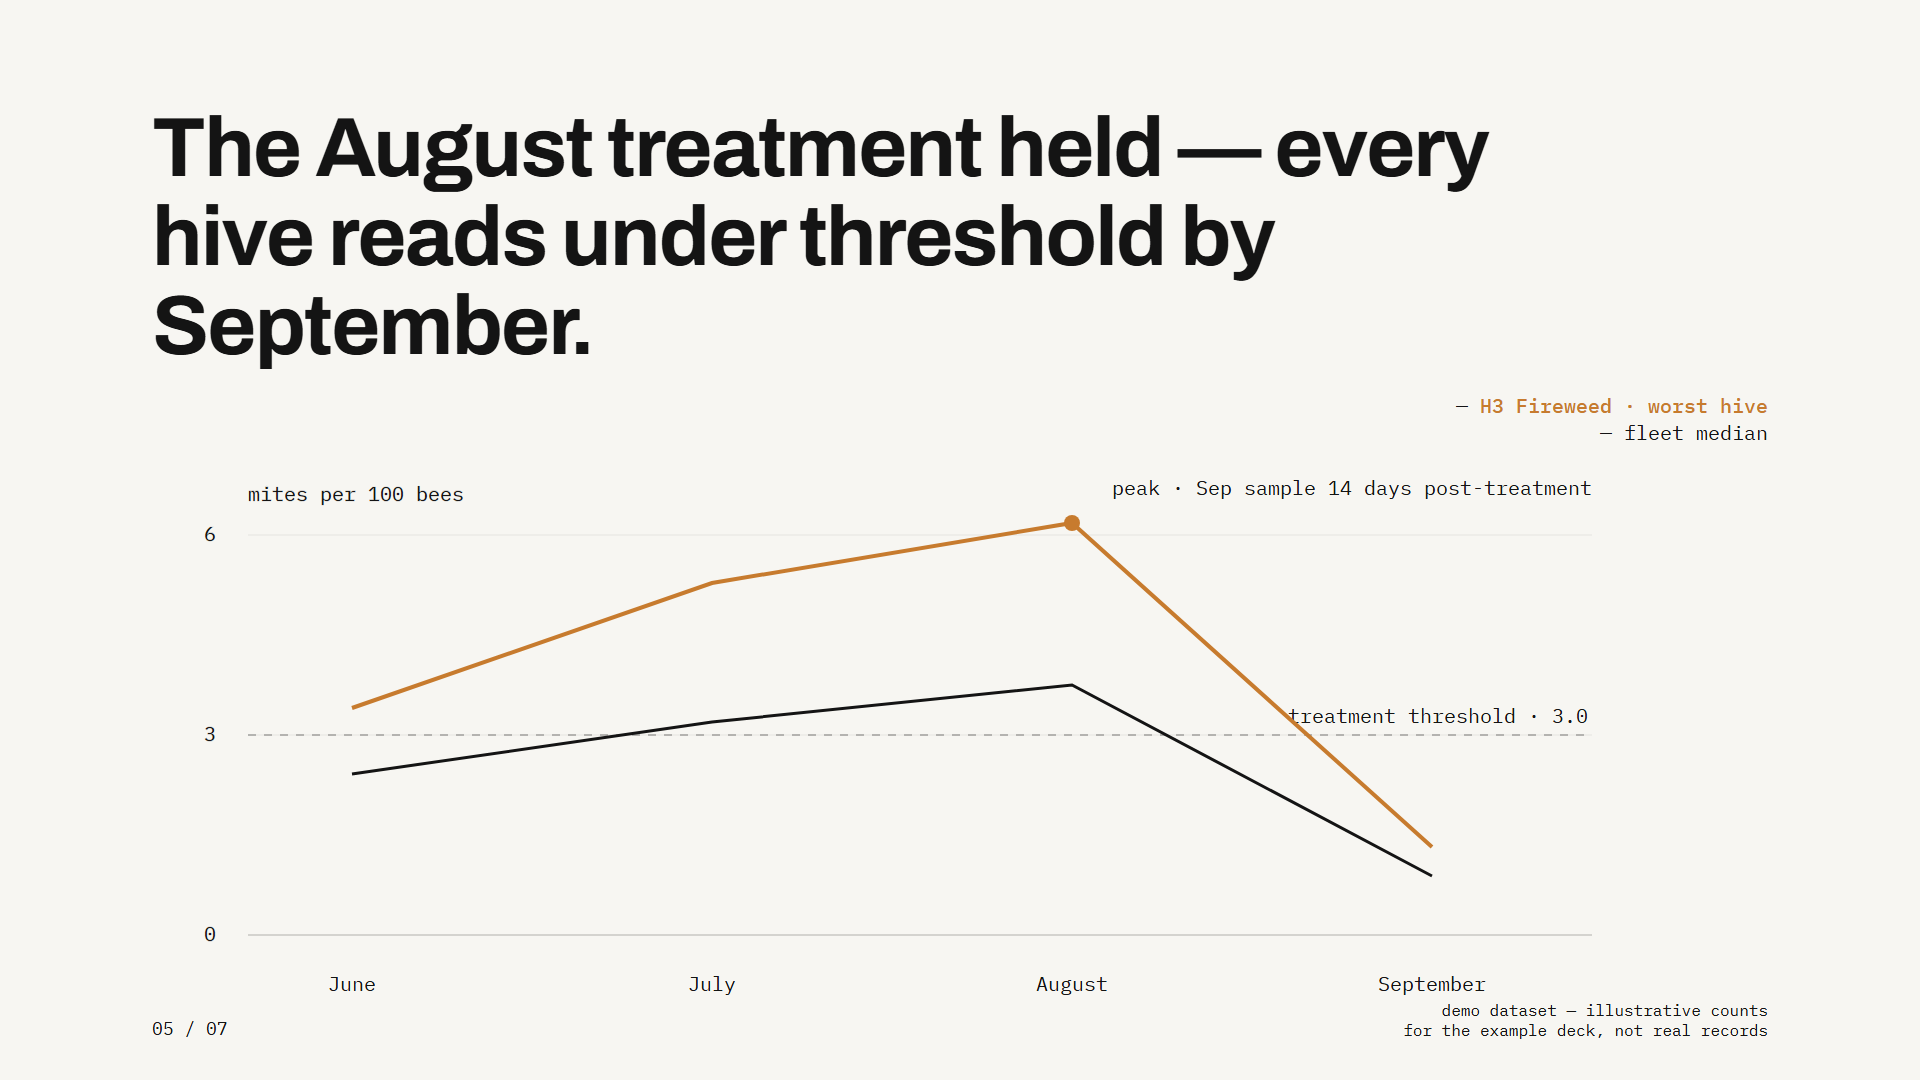 The August treatment held — every
hive reads under threshold by
September.
— H3 Fireweed · worst hive
— fleet median
mites per 100 bees
peak · Sep sample 14 days post-treatment
6
treatment threshold · 3.0
3
0
June
July
August
September
demo dataset — illustrative counts
for the example deck, not real records
05 / 07